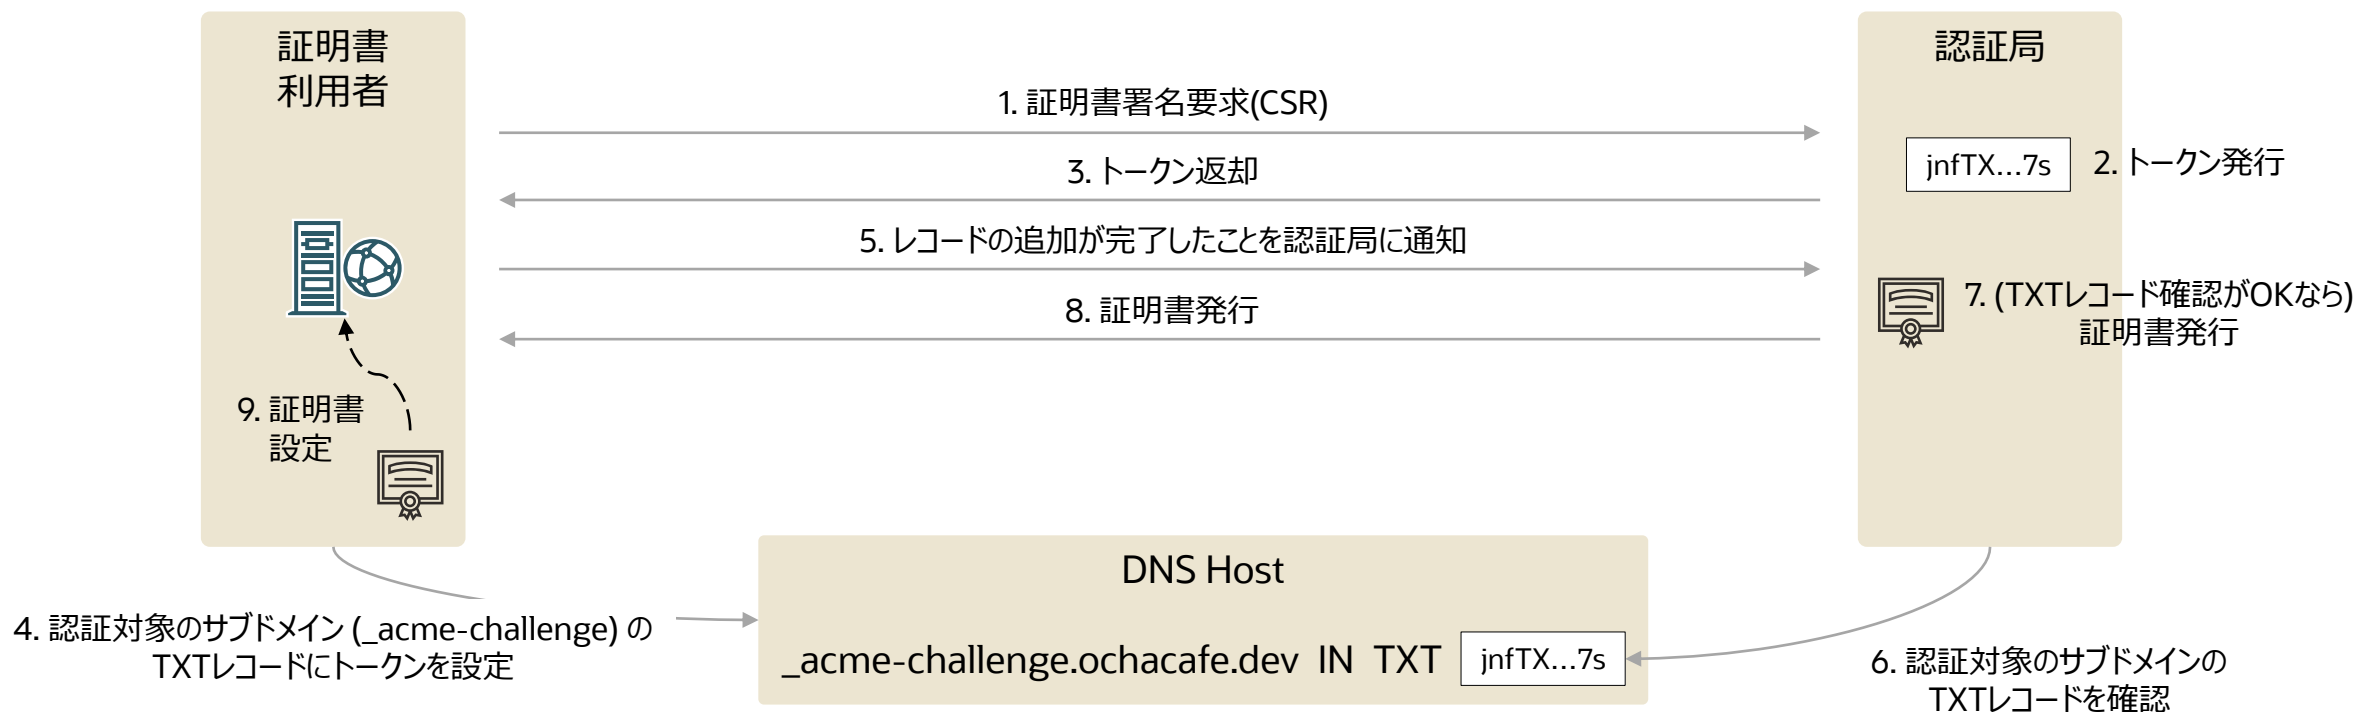 証明書
利用者
認証局
1. 証明書署名要求(CSR)
jnfTX...7s
2. トークン発行
3. トークン返却
5. レコードの追加が完了したことを認証局に通知
7. (TXTレコード確認がOKなら)
証明書発行
8. 証明書発行
9. 証明書
設定
DNS Host
4. 認証対象のサブドメイン (_acme-challenge) の
TXTレコードにトークンを設定
_acme-challenge.ochacafe.dev IN TXT jnfTX...7s
6. 認証対象のサブドメインの
TXTレコードを確認